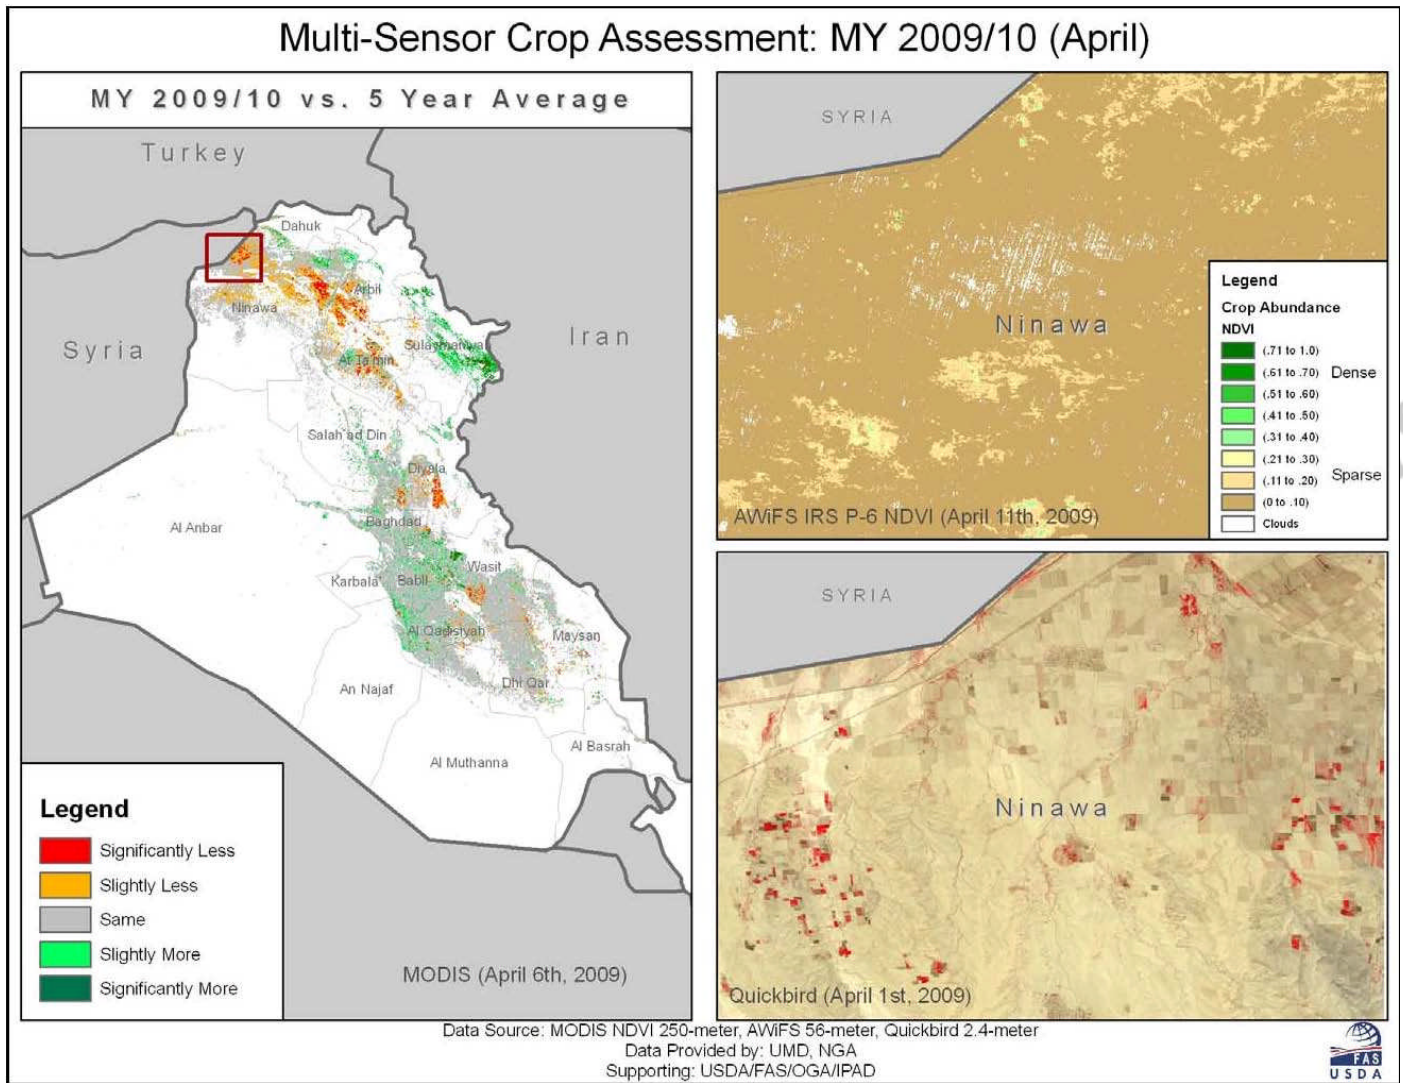 Multi-Sensor Crop Assessment: MY 2009/10 (April)
MY 2009/10 vs. 5 Year Average
Turkey
Syria
Iran
Dahuk
Ninawa
Arbil
Sulaymaniyah
At Ta'min
Salah ad Din
Diyala
Al Anbar
Baghdad
Karbala'
Babil
Wasit
Al Qadisiyah
Maysan
An Najaf
Dhi Qar
Al Muthanna
Al Basrah
Legend
Significantly Less
Slightly Less
Same
Slightly More
Significantly More
MODIS (April 6th, 2009)
SYRIA
Ninawa
Legend
Crop Abundance
NDVI
(.71 to 1.0)
(.61 to .70) Dense
(.51 to .60)
(.41 to .50)
(.31 to .40)
(.21 to .30)
(.11 to .20) Sparse
(0 to .10)
Clouds
AWiFS IRS P-6 NDVI (April 11th, 2009)
SYRIA
Ninawa
Quickbird (April 1st, 2009)
Data Source: MODIS NDVI 250-meter, AWiFS 56-meter, Quickbird 2.4-meter
Data Provided by: UMD, NGA
Supporting: USDA/FAS/OGA/IPAD
FAS
USDA